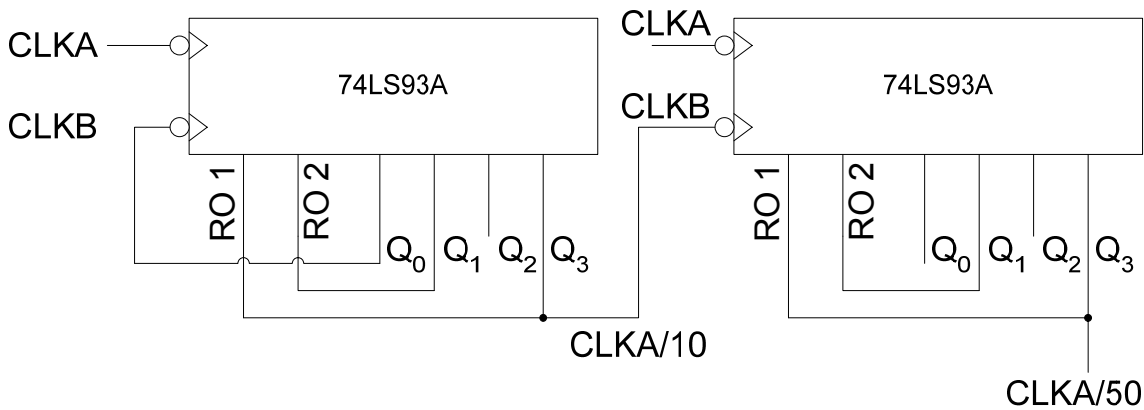 CLKA
74LS93A
CLKB
RO 1
RO 2
Q0
Q1
Q2
Q3
CLKA/10
CLKA
74LS93A
CLKB
RO 1
RO 2
Q0
Q1
Q2
Q3
CLKA/50